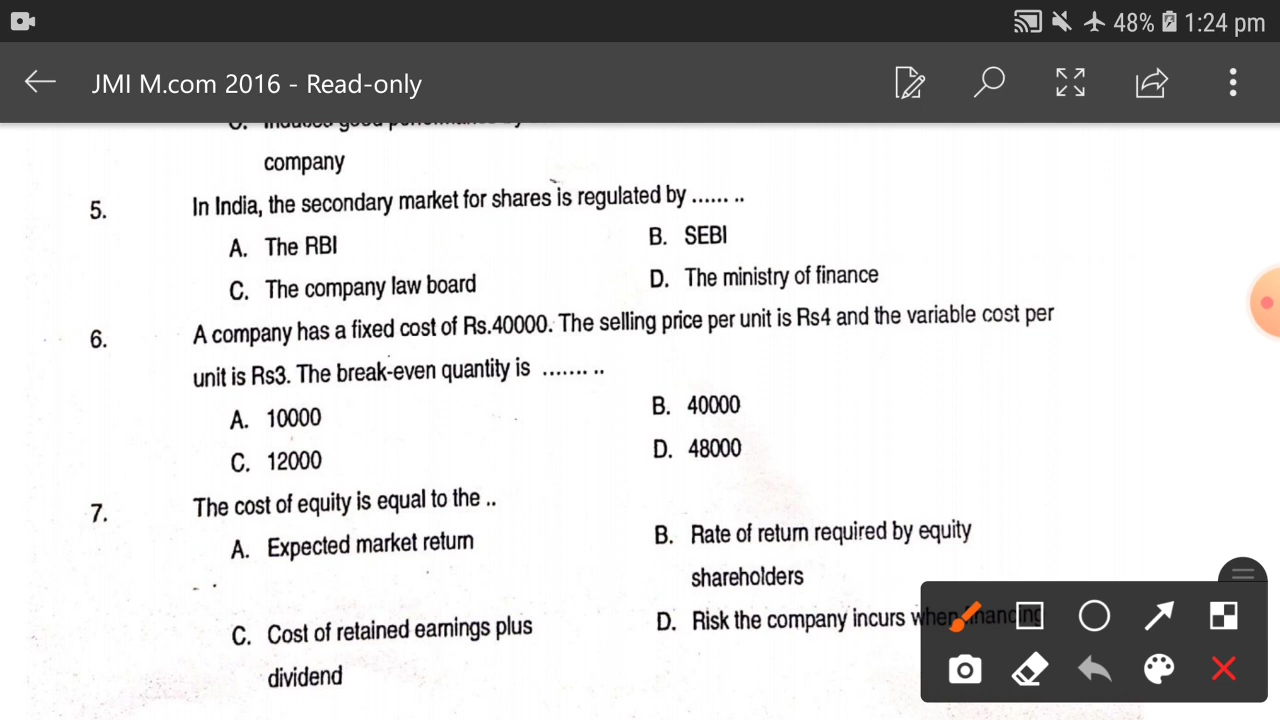 48% 1:24 pm
JMI M.com 2016 - Read-only
company
5. In India, the secondary market for shares is regulated by ...... ..
A. The RBI B. SEBI
C. The company law board D. The ministry of finance
6. A company has a fixed cost of Rs.40000. The selling price per unit is Rs4 and the variable cost per
unit is Rs3. The break-even quantity is ....... ..
A. 10000 B. 40000
C. 12000 D. 48000
7. The cost of equity is equal to the ..
A. Expected market return B. Rate of return required by equity
shareholders
C. Cost of retained earnings plus D. Risk the company incurs when financing
dividend